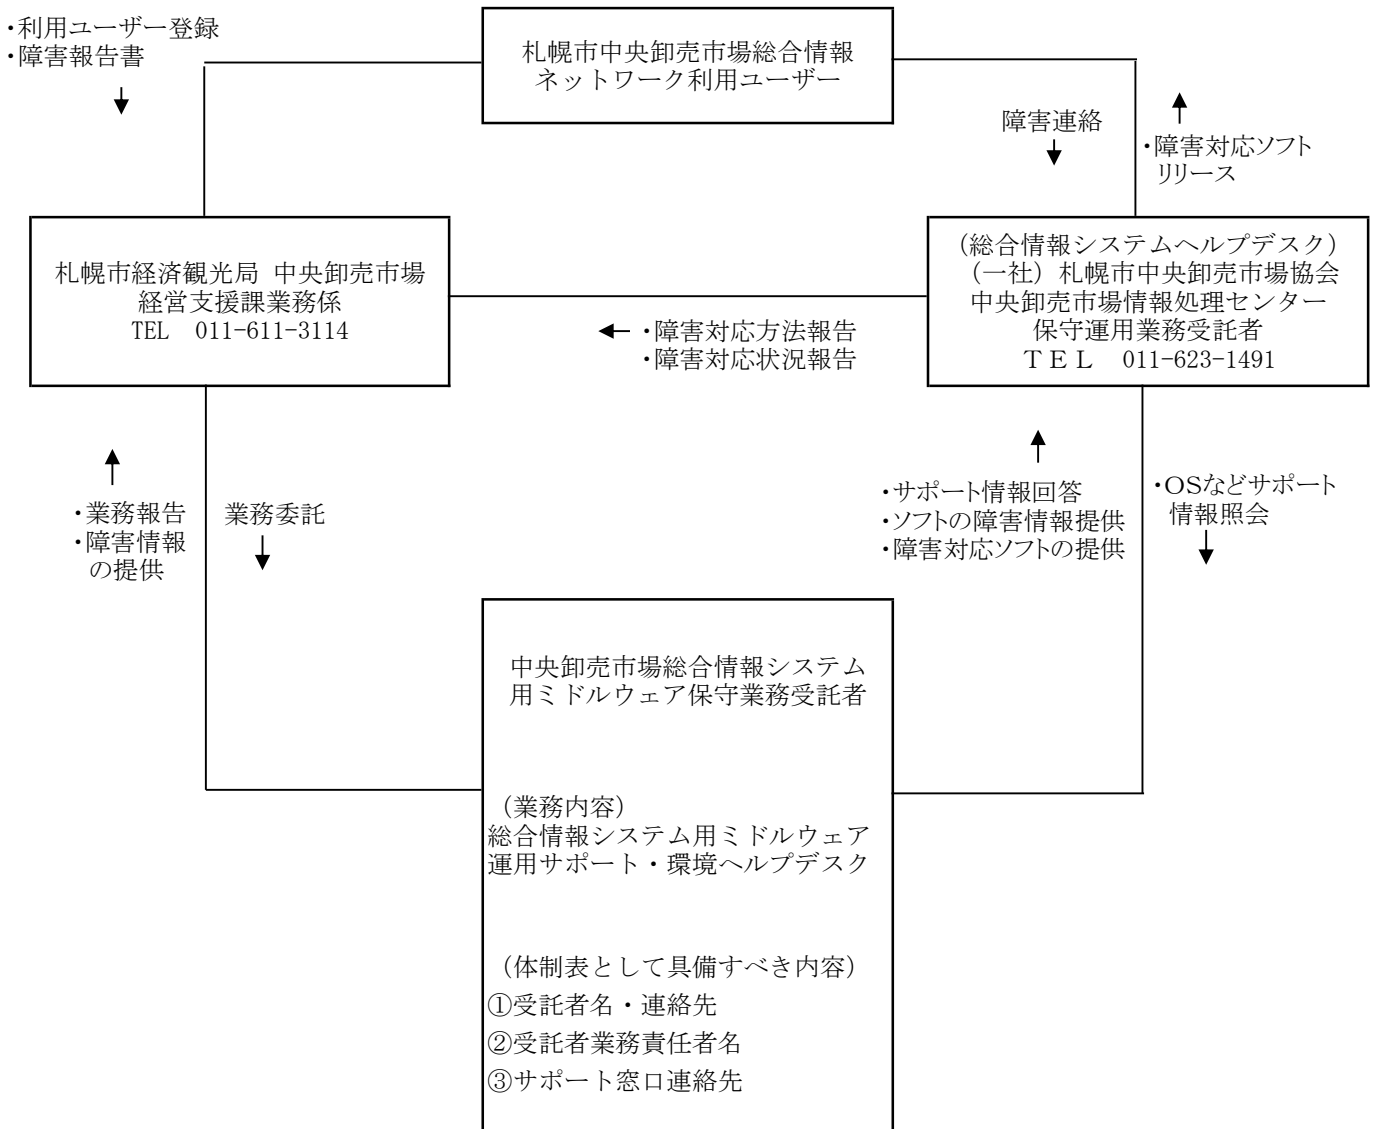 ・利用ユーザー登録
・障害報告書
札幌市中央卸売市場総合情報
ネットワーク利用ユーザー
障害連絡
・障害対応ソフト
リリース
札幌市経済観光局 中央卸売市場
経営支援課業務係
TEL 011-611-3114
（総合情報システムヘルプデスク）
（一社）札幌市中央卸売市場協会
中央卸売市場情報処理センター
保守運用業務受託者
ＴＥＬ 011-623-1491
・障害対応方法報告
・障害対応状況報告
・業務報告
・障害情報
の提供
業務委託
・サポート情報回答
・ソフトの障害情報提供
・障害対応ソフトの提供
・OSなどサポート
情報照会
中央卸売市場総合情報システム
用ミドルウェア保守業務受託者
（業務内容）
総合情報システム用ミドルウェア
運用サポート・環境ヘルプデスク
（体制表として具備すべき内容）
①受託者名・連絡先
②受託者業務責任者名
③サポート窓口連絡先